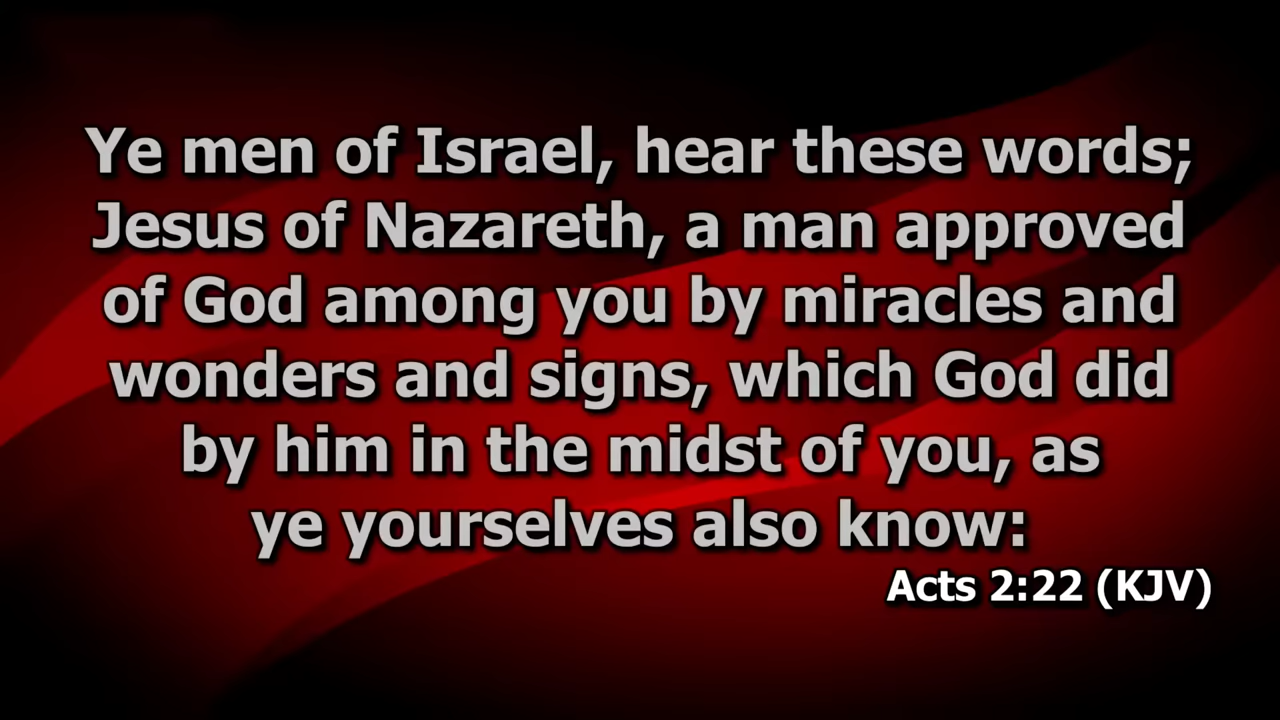 Ye men of Israel, hear these words;
Jesus of Nazareth, a man approved
of God among you by miracles and
wonders and signs, which God did
by him in the midst of you, as
ye yourselves also know:
Acts 2:22 (KJV)